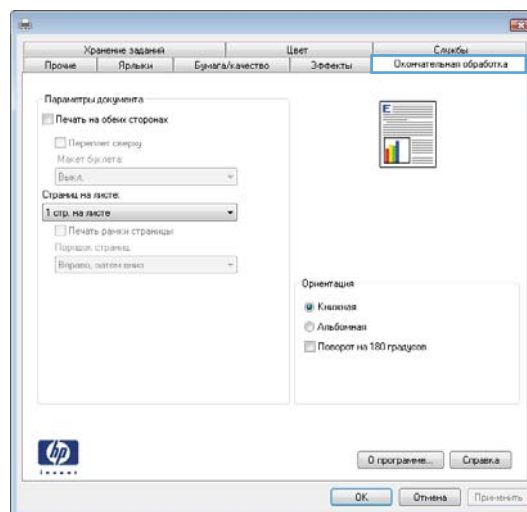 Хранение заданий Цвет Службы
Прочие Ярлыки Бумага/качество Эффекты Окончательная обработка
Параметры документа
Печать на обеих сторонах
Переплет сверху
Макет буклета:
Выкл.
Страниц на листе:
1 стр. на листе
Печать рамки страницы
Порядок страниц:
Вправо, затем вниз
E
Ориентация
Книжная
Альбомная
Поворот на 180 градусов
hp
invent
О программе... Справка
OK Отмена Применить